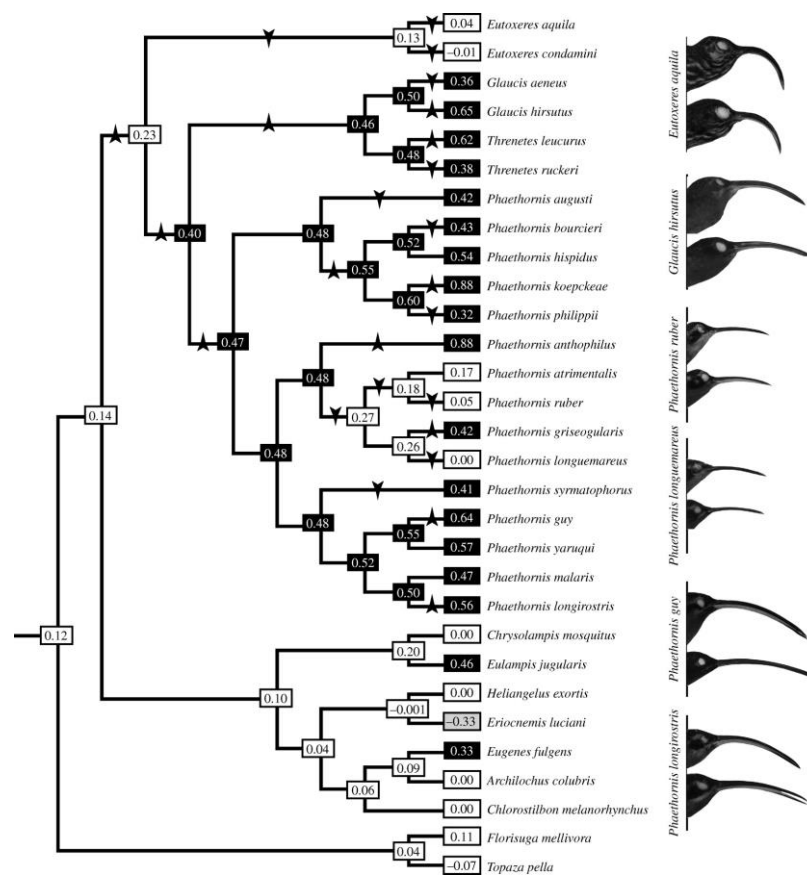 0.04 Eutoxeres aquila
0.13
–0.01 Eutoxeres condamini
0.36 Glaucis aeneus
0.50
0.65 Glaucis hirsutus
0.23
0.46
0.62 Threnetes leucurus
0.48
0.38 Threnetes ruckeri
0.42 Phaethornis augusti
0.40
0.48
0.43 Phaethornis bourcieri
0.52
0.54 Phaethornis hispidus
0.55
0.88 Phaethornis koepckeae
0.60
0.32 Phaethornis philippii
0.47
0.88 Phaethornis anthophilus
0.48
0.17 Phaethornis atrimentalis
0.18
0.05 Phaethornis ruber
0.27
0.14
0.42 Phaethornis griseogularis
0.26
0.00 Phaethornis longuemareus
0.48
0.41 Phaethornis syrmatophorus
0.48
0.64 Phaethornis guy
0.55
0.57 Phaethornis yaruqui
0.52
0.47 Phaethornis malaris
0.50
0.56 Phaethornis longirostris
0.12
0.00 Chrysolampis mosquitus
0.20
0.46 Eulampis jugularis
0.10
0.00 Heliangelus exortis
–0.001
–0.33 Eriocnemis luciani
0.04
0.33 Eugenes fulgens
0.09
0.00 Archilochus colubris
0.06
0.00 Chlorostilbon melanorhynchus
0.11 Florisuga mellivora
0.04
–0.07 Topaza pella
Eutoxeres aquila
Glaucis hirsutus
Phaethornis ruber
Phaethornis longuemareus
Phaethornis guy
Phaethornis longirostris